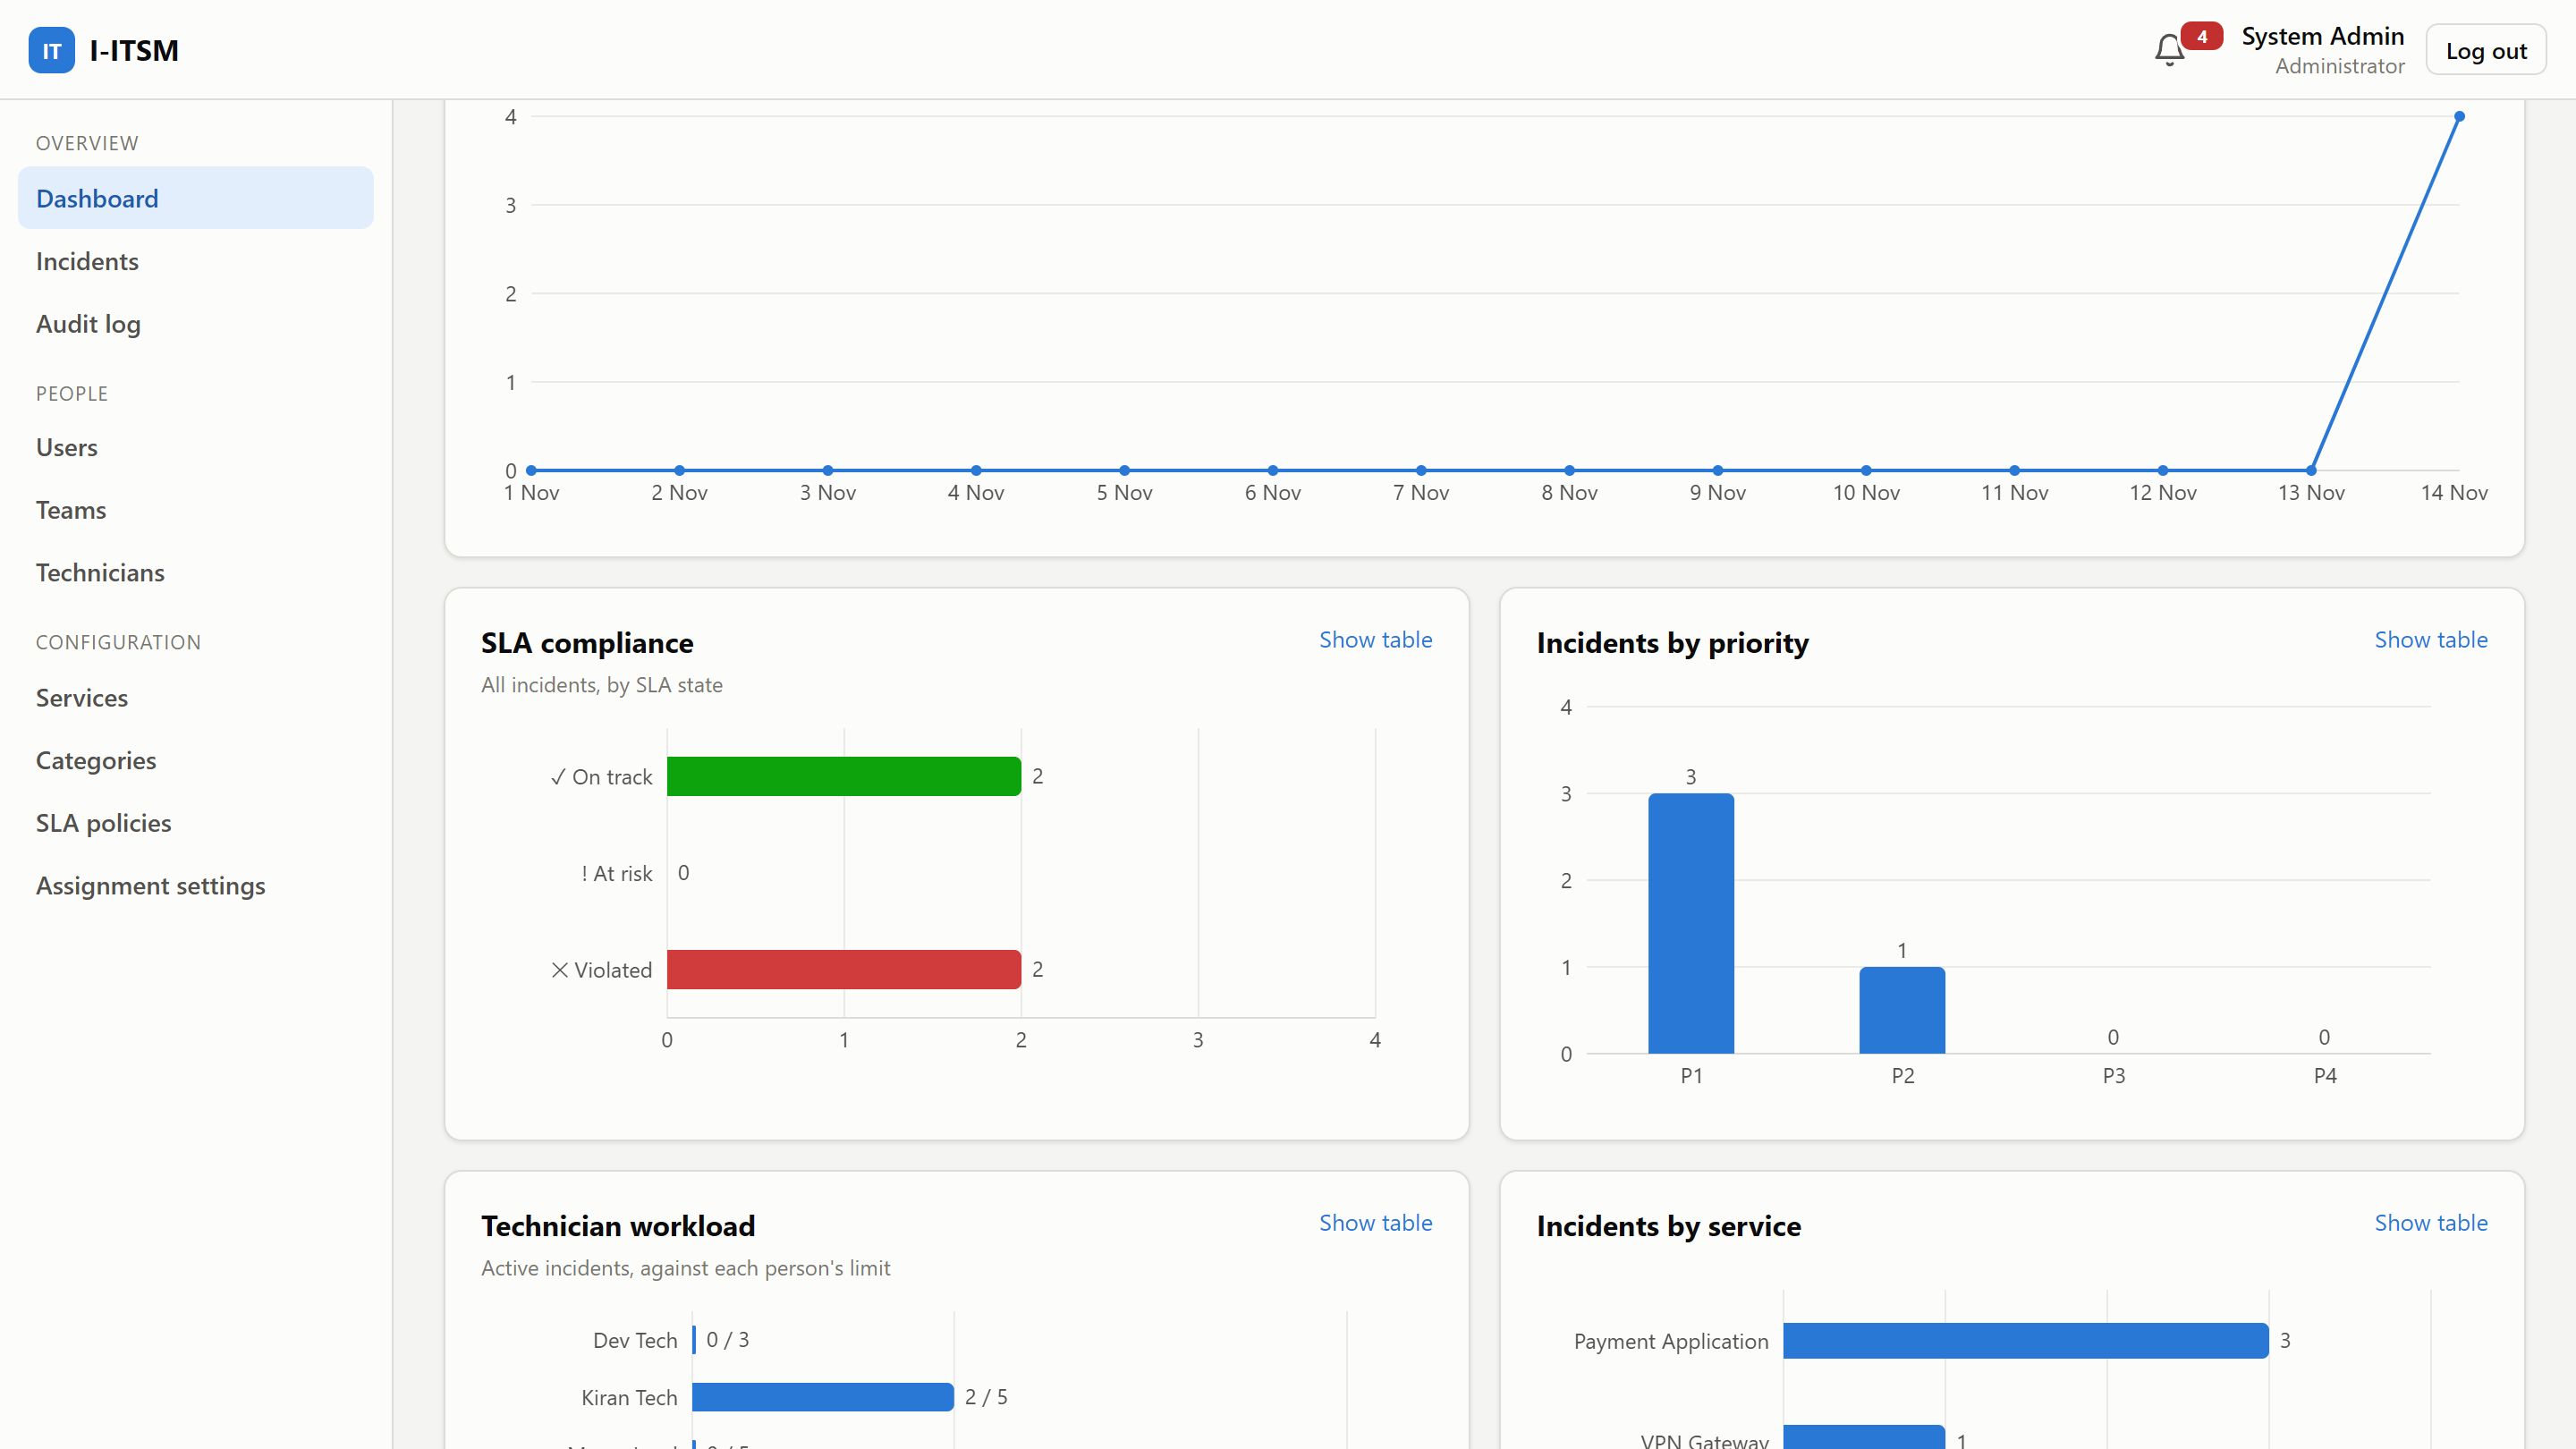 IT I-ITSM
4
System Admin
Administrator
Log out
OVERVIEW
Dashboard
Incidents
Audit log
PEOPLE
Users
Teams
Technicians
CONFIGURATION
Services
Categories
SLA policies
Assignment settings
4
3
2
1
0
1 Nov 2 Nov 3 Nov 4 Nov 5 Nov 6 Nov 7 Nov 8 Nov 9 Nov 10 Nov 11 Nov 12 Nov 13 Nov 14 Nov
SLA compliance
Show table
All incidents, by SLA state
✓ On track 2
! At risk 0
✕ Violated 2
0 1 2 3 4
Incidents by priority
Show table
4
3
2
1
0
3
1
0
0
P1 P2 P3 P4
Technician workload
Show table
Active incidents, against each person's limit
Dev Tech 0 / 3
Kiran Tech 2 / 5
Incidents by service
Show table
Payment Application 3
VPN Gateway 1